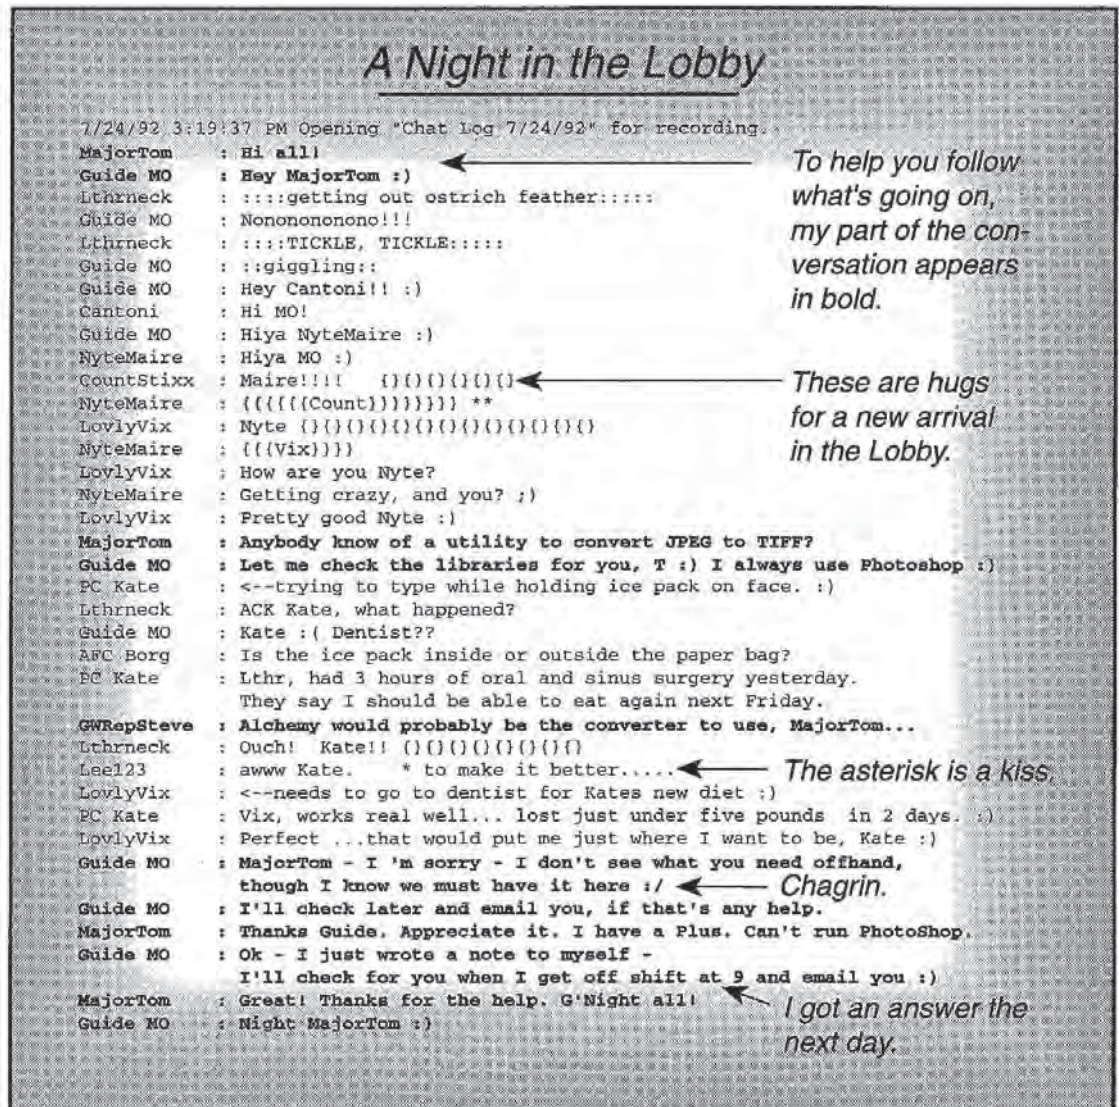 A Night in the Lobby
7/24/92 3:19:37 PM Opening "Chat Log 7/24/92" for recording.
MajorTom : Hi all!
Guide MO : Hey MajorTom :)
Lthrneck : ::::getting out ostrich feather:::::
Guide MO : Nononononono!!!
Lthrneck : ::::TICKLE, TICKLE:::::
Guide MO : ::giggling::
Guide MO : Hey Cantoni!! :)
Cantoni : Hi MO!
Guide MO : Hiya NyteMaire :)
NyteMaire : Hiya MO :)
CountStixx : Maire!!!! {}{}{}{}{}{}{}
NyteMaire : {{{{{{Count}}}}}}}} **
LovlyVix : Nyte {}{}{}{}{}{}{}{}{}{}{}{}{}{}{}{}
NyteMaire : {{{Vix}}}}
LovlyVix : How are you Nyte?
NyteMaire : Getting crazy, and you? ;)
LovlyVix : Pretty good Nyte :)
MajorTom : Anybody know of a utility to convert JPEG to TIFF?
Guide MO : Let me check the libraries for you, T :) I always use Photoshop :)
PC Kate : <---trying to type while holding ice pack on face. :)
Lthrneck : ACK Kate, what happened?
Guide MO : Kate :( Dentist??
AFC Borg : Is the ice pack inside or outside the paper bag?
PC Kate : Lthr, had 3 hours of oral and sinus surgery yesterday.
They say I should be able to eat again next Friday.
GWRepSteve : Alchemy would probably be the converter to use, MajorTom...
Lthrneck : Ouch! Kate!! {}{}{}{}{}{}{}{}{}
Lee123 : awww Kate. * to make it better.....
LovlyVix : <--needs to go to dentist for Kates new diet :)
PC Kate : Vix, works real well... lost just under five pounds in 2 days. :)
LovlyVix : Perfect ...that would put me just where I want to be, Kate :)
Guide MO : MajorTom - I 'm sorry - I don't see what you need offhand,
though I know we must have it here :/
Guide MO : I'll check later and email you, if that's any help.
MajorTom : Thanks Guide. Appreciate it. I have a Plus. Can't run PhotoShop.
Guide MO : Ok - I just wrote a note to myself -
I'll check for you when I get off shift at 9 and email you :)
MajorTom : Great! Thanks for the help. G'Night all!
Guide MO : Night MajorTom :)
To help you follow
what's going on,
my part of the con-
versation appears
in bold.
These are hugs
for a new arrival
in the Lobby.
The asterisk is a kiss.
Chagrin.
I got an answer the
next day.